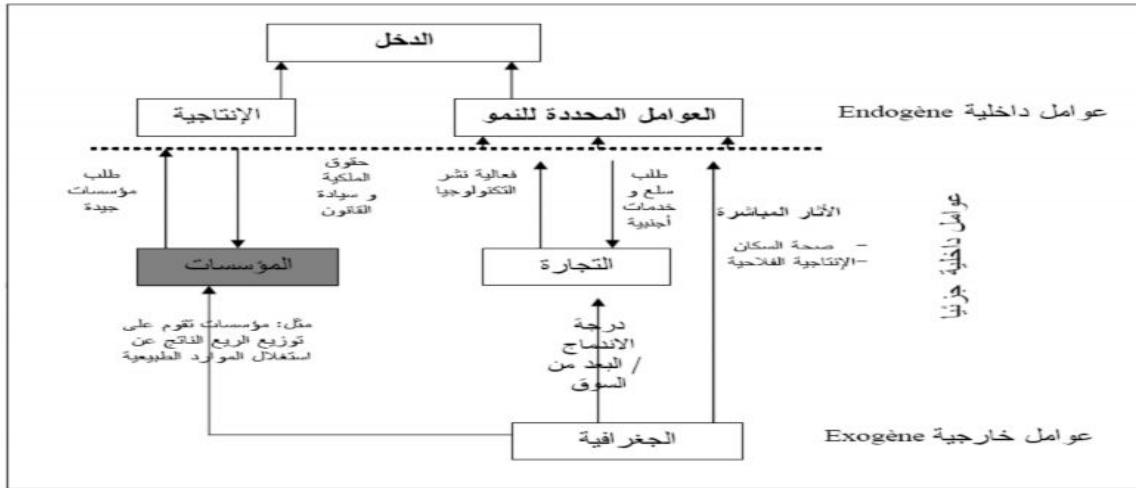 الدخل
الإنتاجية
العوامل المحددة للنمو
عوامل داخلية Endogène
طلب
مؤسسات
جيدة
حقوق
الملكية
و سيادة
القانون
فعالية نشر
التكنولوجيا
طلب
سلع و
خدمات
أجنبية
الأثار المباشرة
- صحة السكان
-الإنتاجية الفلاحية
عوامل داخلية جزئيا
المؤسسات
التجارة
مثل: مؤسسات تقوم على
توزيع الريع الناتج عن
استغلال الموارد الطبيعية
درجة
الاندماج
/ البعد من
السوق
الجغرافية
عوامل خارجية Exogène